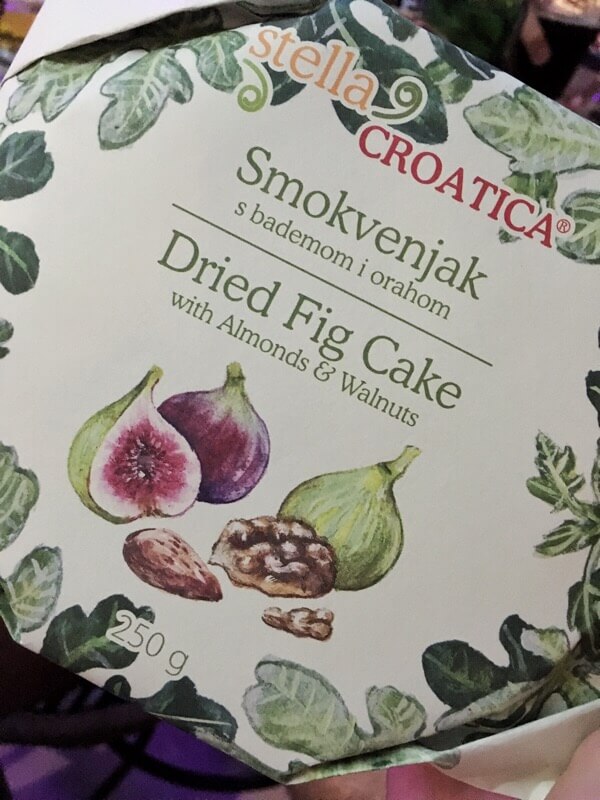 stella
CROATICA®
Smokvenjak
s bademom i orahom
Dried Fig Cake
with Almonds & Walnuts
250 g